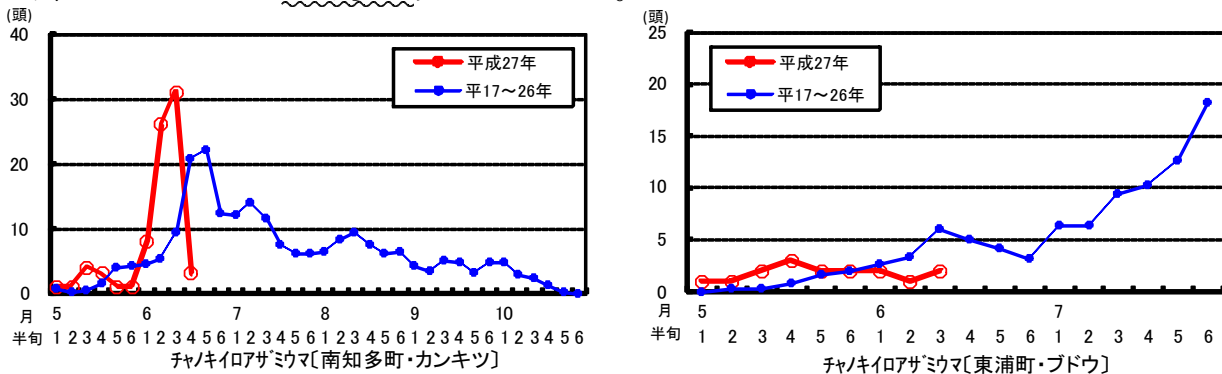 (頭)
40
30
20
10
0
平成27年
平17～26年
月 5 6 7 8 9 10
半旬 1 2 3 4 5 6 1 2 3 4 5 6 1 2 3 4 5 6 1 2 3 4 5 6 1 2 3 4 5 6 1 2 3 4 5 6
ﾁｬﾉｷｲﾛｱｻﾞﾐｳﾏ〔南知多町・カンキツ〕
(頭)
25
20
15
10
5
0
平成27年
平17～26年
月 5 6 7
半旬 1 2 3 4 5 6 1 2 3 4 5 6 1 2 3 4 5 6
ﾁｬﾉｷｲﾛｱｻﾞﾐｳﾏ〔東浦町・ブドウ〕